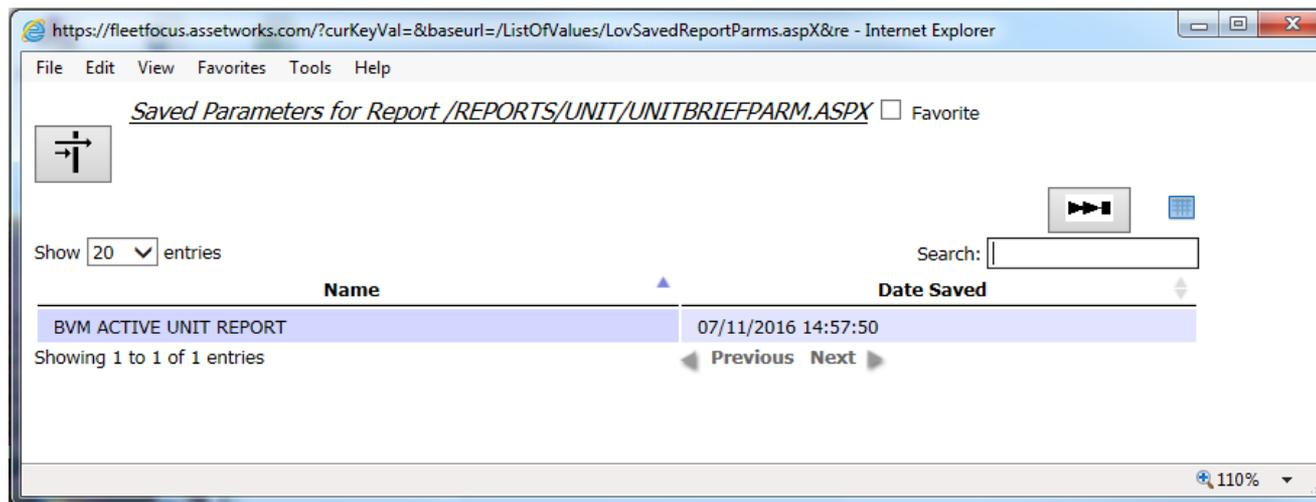 https://fleetfocus.assetworks.com/?curKeyVal=&baseurl=/ListOfValues/LovSavedReportParms.aspX&re - Internet Explorer
File Edit View Favorites Tools Help
Saved Parameters for Report /REPORTS/UNIT/UNITBRIEFPARM.ASPX Favorite
Show 20 entries Search:
Name Date Saved
BVM ACTIVE UNIT REPORT 07/11/2016 14:57:50
Showing 1 to 1 of 1 entries Previous Next
110%